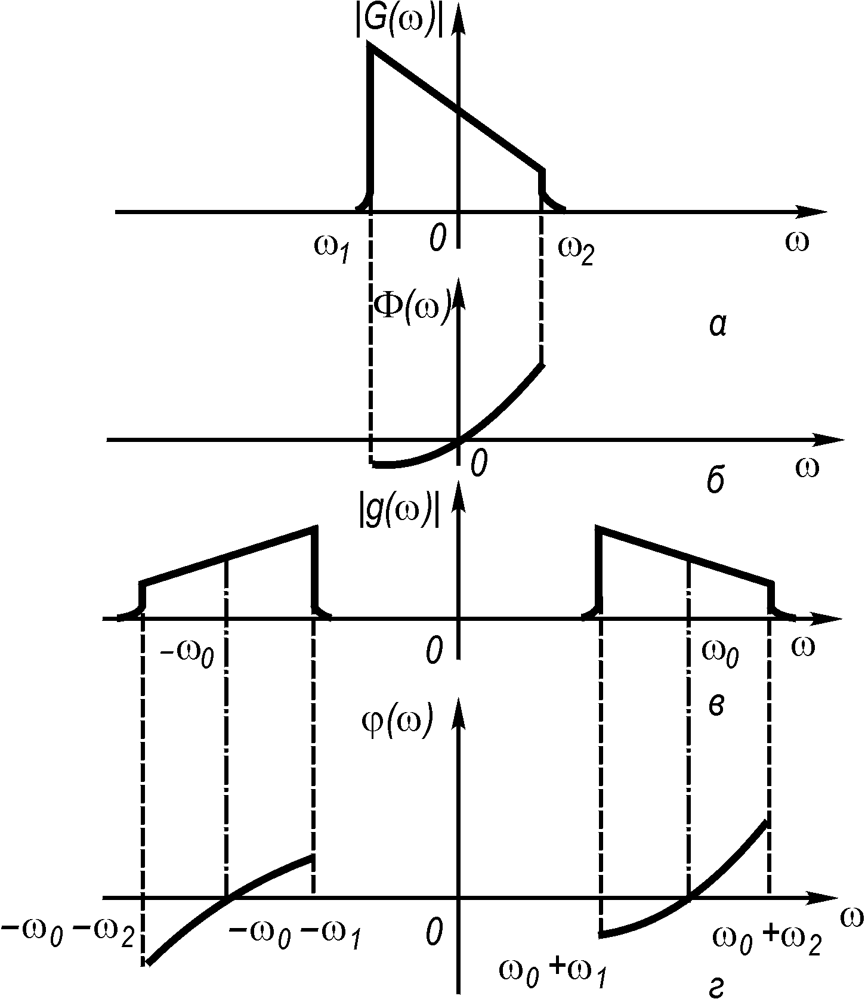 |G(ω)|
ω₁ 0 ω₂ ω
Φ(ω)
а
0 ω
б
|g(ω)|
−ω₀ 0 ω₀ ω
в
φ(ω)
−ω₀ −ω₂ −ω₀ −ω₁ 0 ω₀ +ω₁ ω₀ +ω₂ ω
г